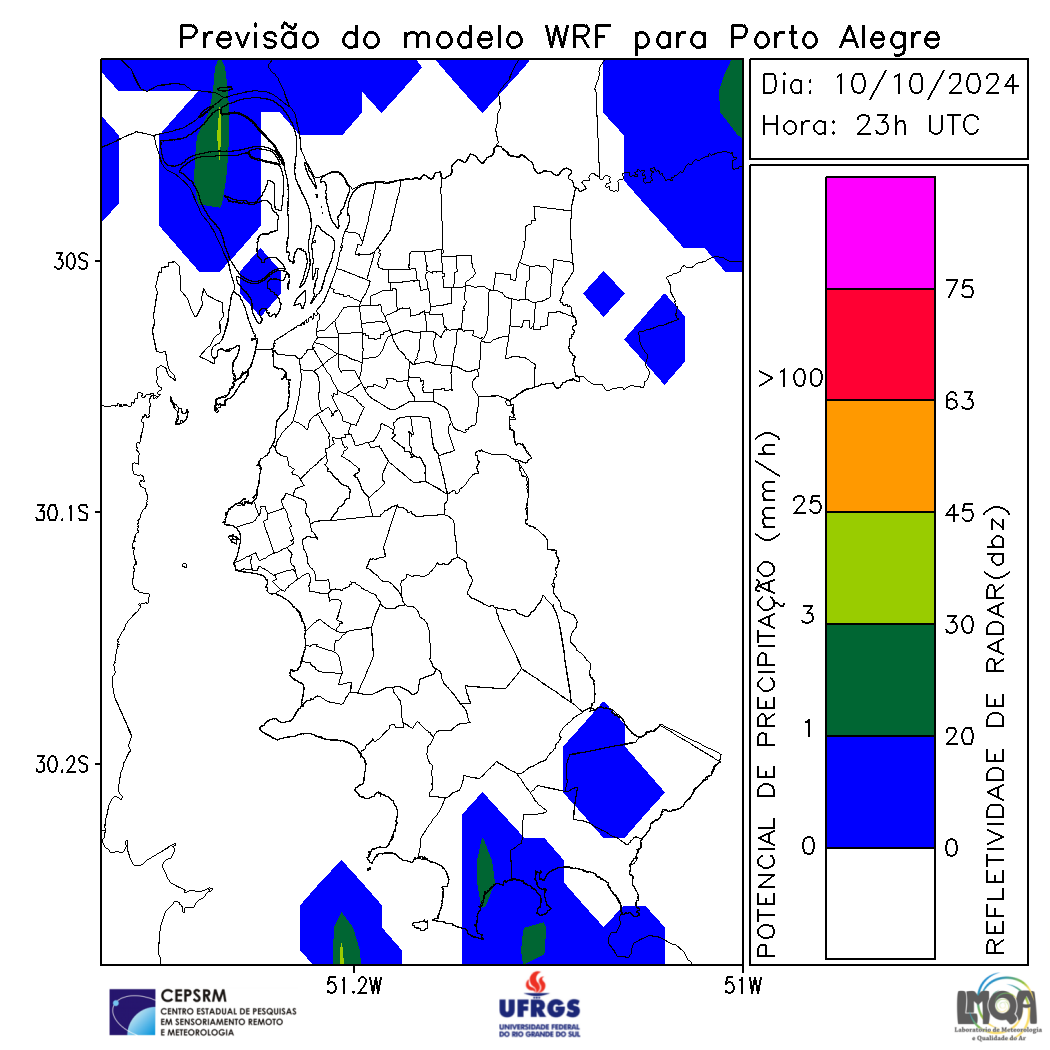 Previsão do modelo WRF para Porto Alegre
Dia: 10/10/2024
Hora: 23h UTC
30S
30.1S
30.2S
51.2W
51W
POTENCIAL DE PRECIPITAÇÃO (mm/h)
>100
25
3
1
0
75
63
45
30
20
0
REFLETIVIDADE DE RADAR(dbz)
CEPSRM
CENTRO ESTADUAL DE PESQUISAS
EM SENSORIAMENTO REMOTO
E METEOROLOGIA
UFRGS
UNIVERSIDADE FEDERAL
DO RIO GRANDE DO SUL
LMQA
Laboratório de Meteorologia
e Qualidade do Ar